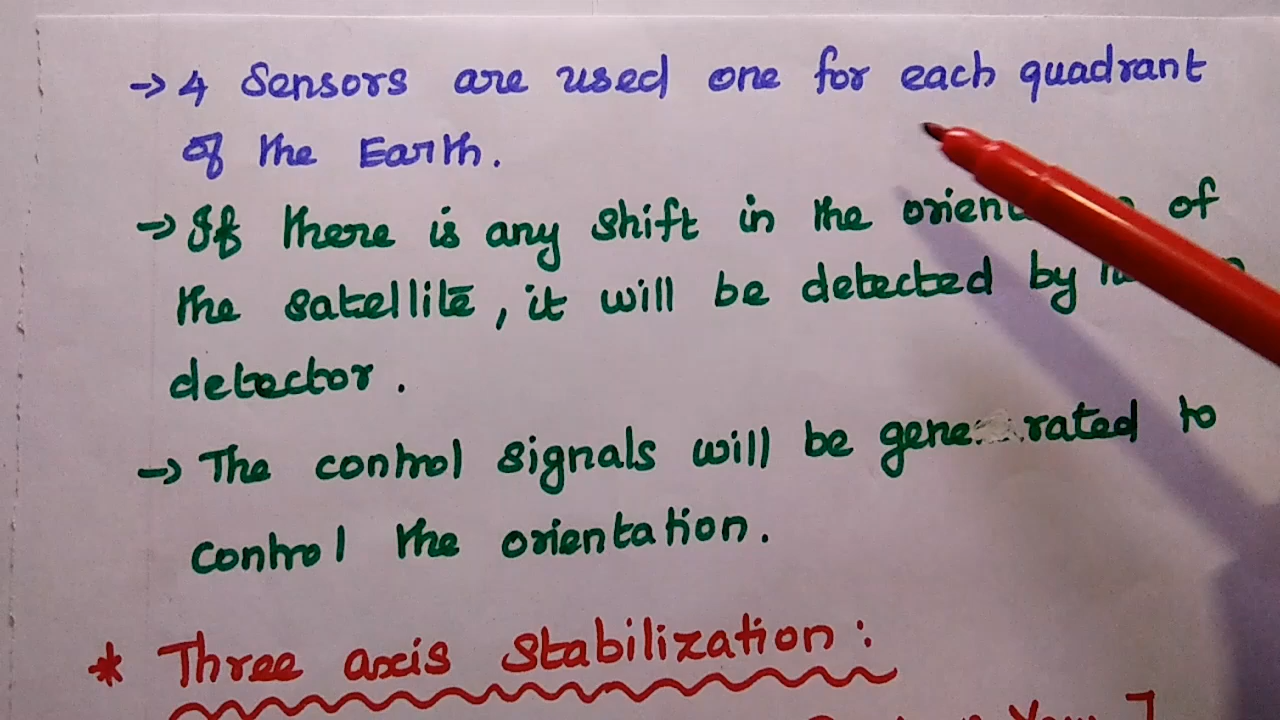 → 4 Sensors are used one for each quadrant
of the Earth.
→ If there is any shift in the of
the satellite, it will be detected by
detector.
→ The control signals will be generated to
control the orientation.
* Three axis stabilization:
Yaw ]